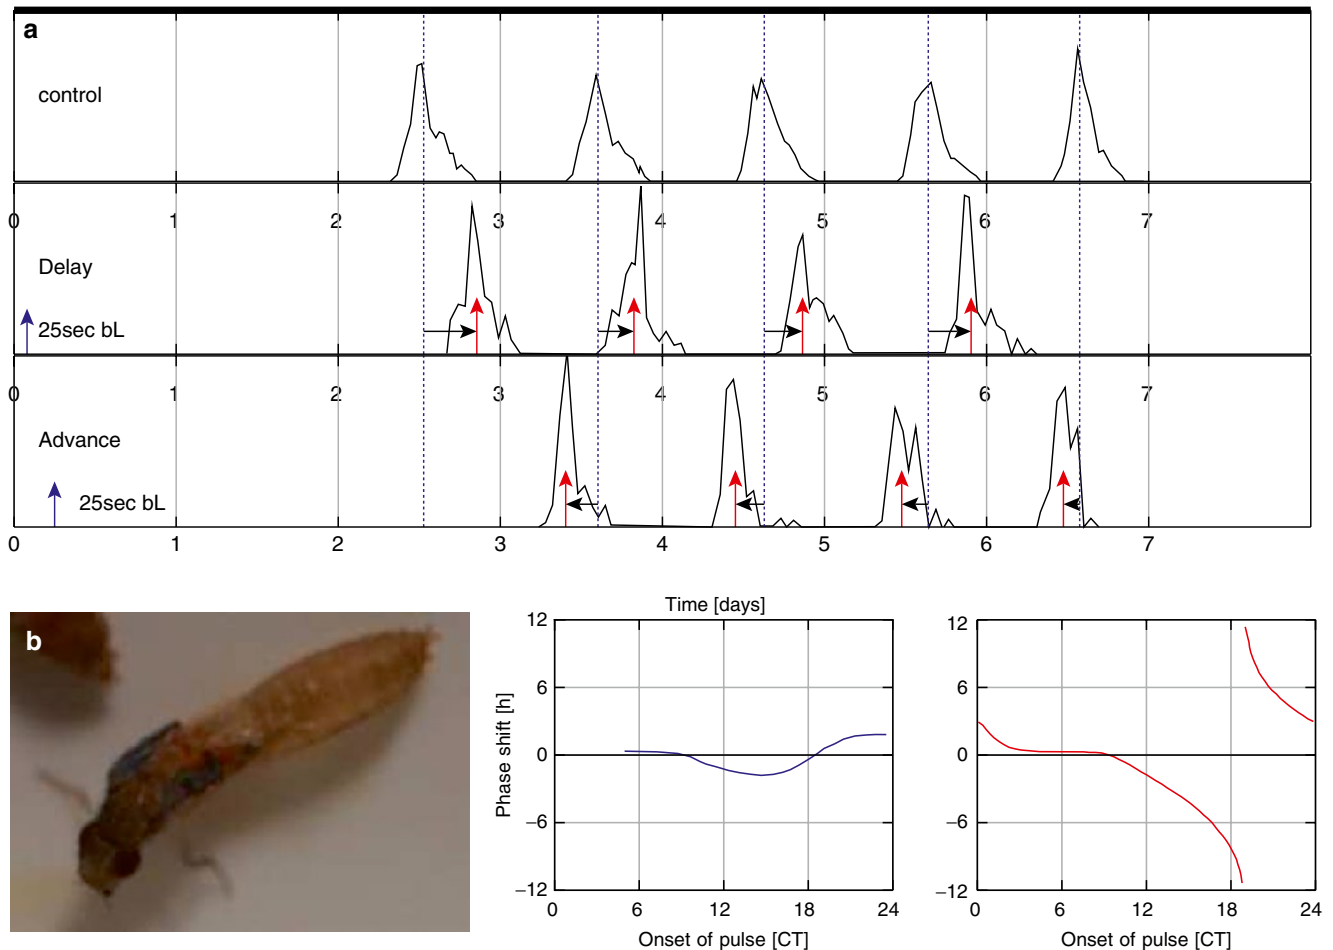 a
control
0 1 2 3 4 5 6 7
Delay
25sec bL
0 1 2 3 4 5 6 7
Advance
25sec bL
0 1 2 3 4 5 6 7
Time [days]
b
Phase shift [h]
12
6
0
−6
−12
0 6 12 18 24
Onset of pulse [CT]
12
6
0
−6
−12
0 6 12 18 24
Onset of pulse [CT]